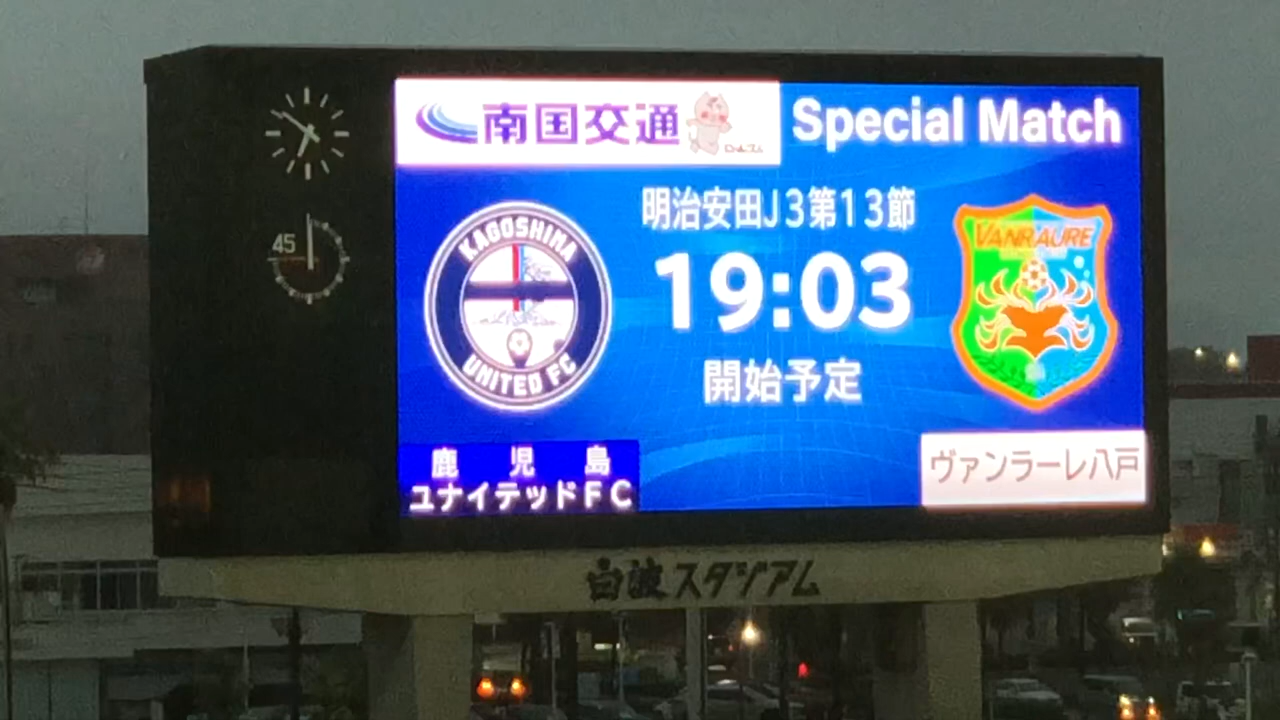 南国交通
Special Match
明治安田J3第13節
19:03
開始予定
KAGOSHIMA
UNITED FC
VANRAURE
鹿児島
ユナイテッドFC
ヴァンラーレ八戸
45
白波スタジアム